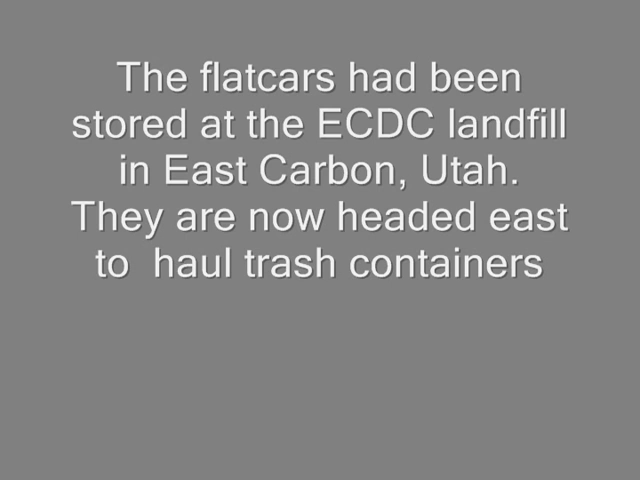 The flatcars had been
stored at the ECDC landfill
in East Carbon, Utah.
They are now headed east
to  haul trash containers